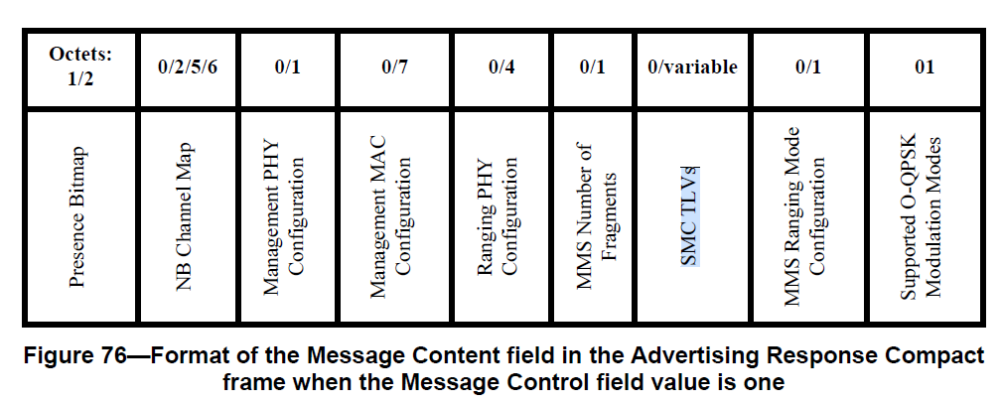 Octets:
1/2
0/2/5/6
0/1
0/7
0/4
0/1
0/variable
0/1
01
Presence Bitmap
NB Channel Map
Management PHY
Configuration
Management MAC
Configuration
Ranging PHY
Configuration
MMS Number of
Fragments
SMC TLVs
MMS Ranging Mode
Configuration
Supported O-QPSK
Modulation Modes
Figure 76—Format of the Message Content field in the Advertising Response Compact
frame when the Message Control field value is one